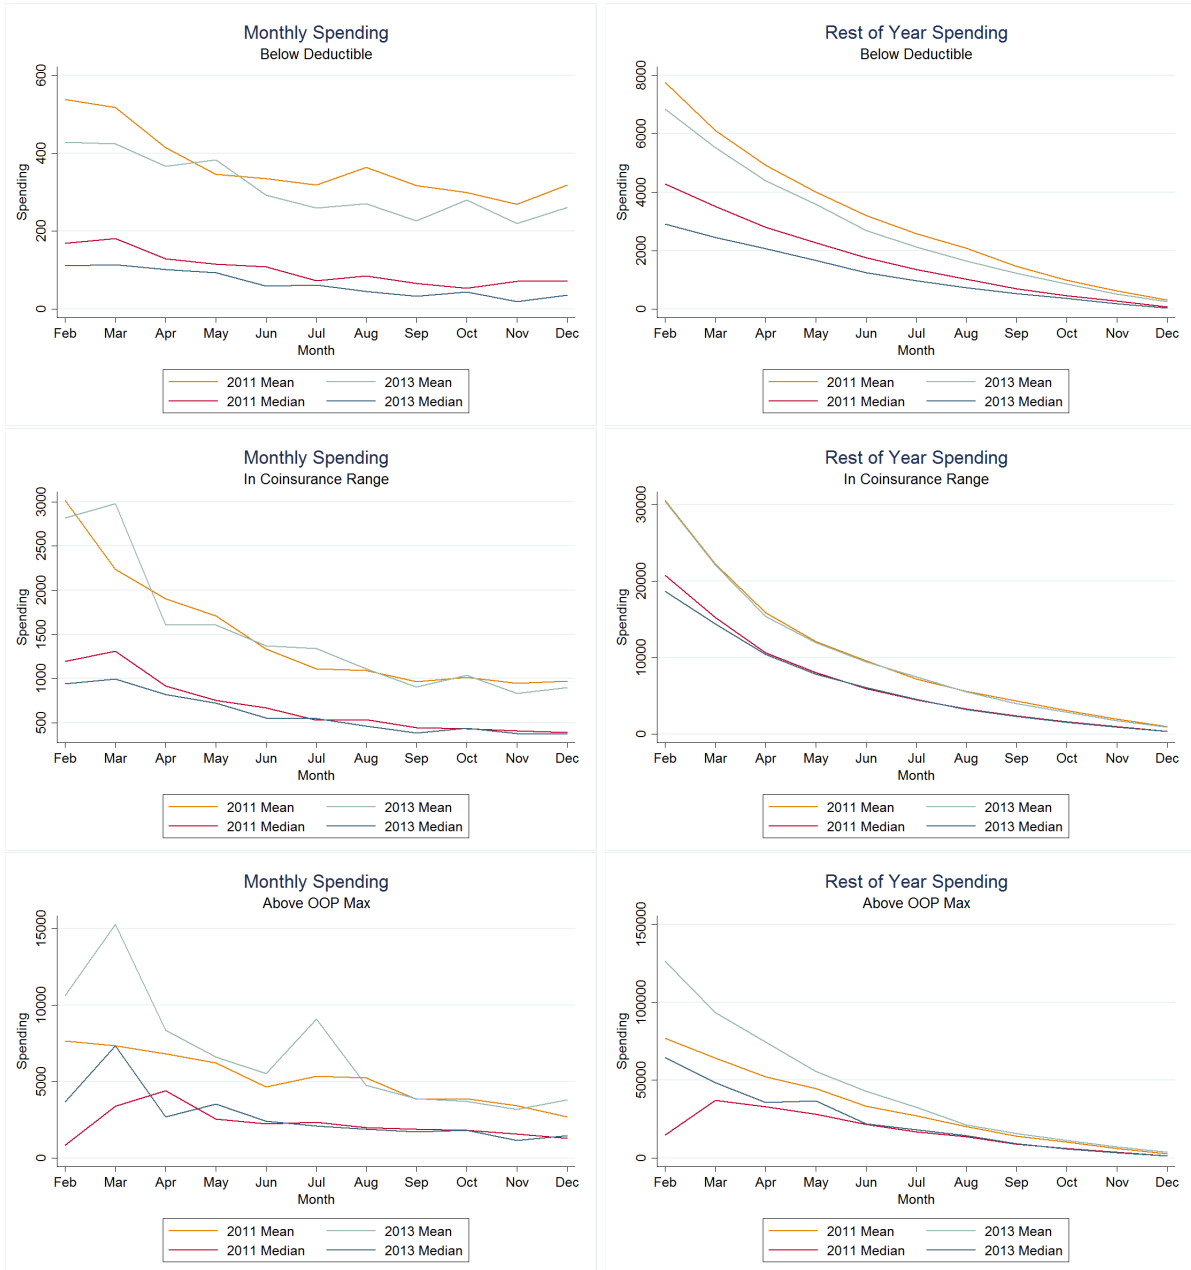 Monthly Spending
Below Deductible
Spending
600
400
200
0
Feb Mar Apr May Jun Jul Aug Sep Oct Nov Dec
Month
2011 Mean 2013 Mean
2011 Median 2013 Median
Rest of Year Spending
Below Deductible
Spending
8000
6000
4000
2000
0
Feb Mar Apr May Jun Jul Aug Sep Oct Nov Dec
Month
2011 Mean 2013 Mean
2011 Median 2013 Median
Monthly Spending
In Coinsurance Range
Spending
3000
2500
2000
1500
1000
500
Feb Mar Apr May Jun Jul Aug Sep Oct Nov Dec
Month
2011 Mean 2013 Mean
2011 Median 2013 Median
Rest of Year Spending
In Coinsurance Range
Spending
30000
20000
10000
0
Feb Mar Apr May Jun Jul Aug Sep Oct Nov Dec
Month
2011 Mean 2013 Mean
2011 Median 2013 Median
Monthly Spending
Above OOP Max
Spending
15000
10000
5000
0
Feb Mar Apr May Jun Jul Aug Sep Oct Nov Dec
Month
2011 Mean 2013 Mean
2011 Median 2013 Median
Rest of Year Spending
Above OOP Max
Spending
150000
100000
50000
0
Feb Mar Apr May Jun Jul Aug Sep Oct Nov Dec
Month
2011 Mean 2013 Mean
2011 Median 2013 Median